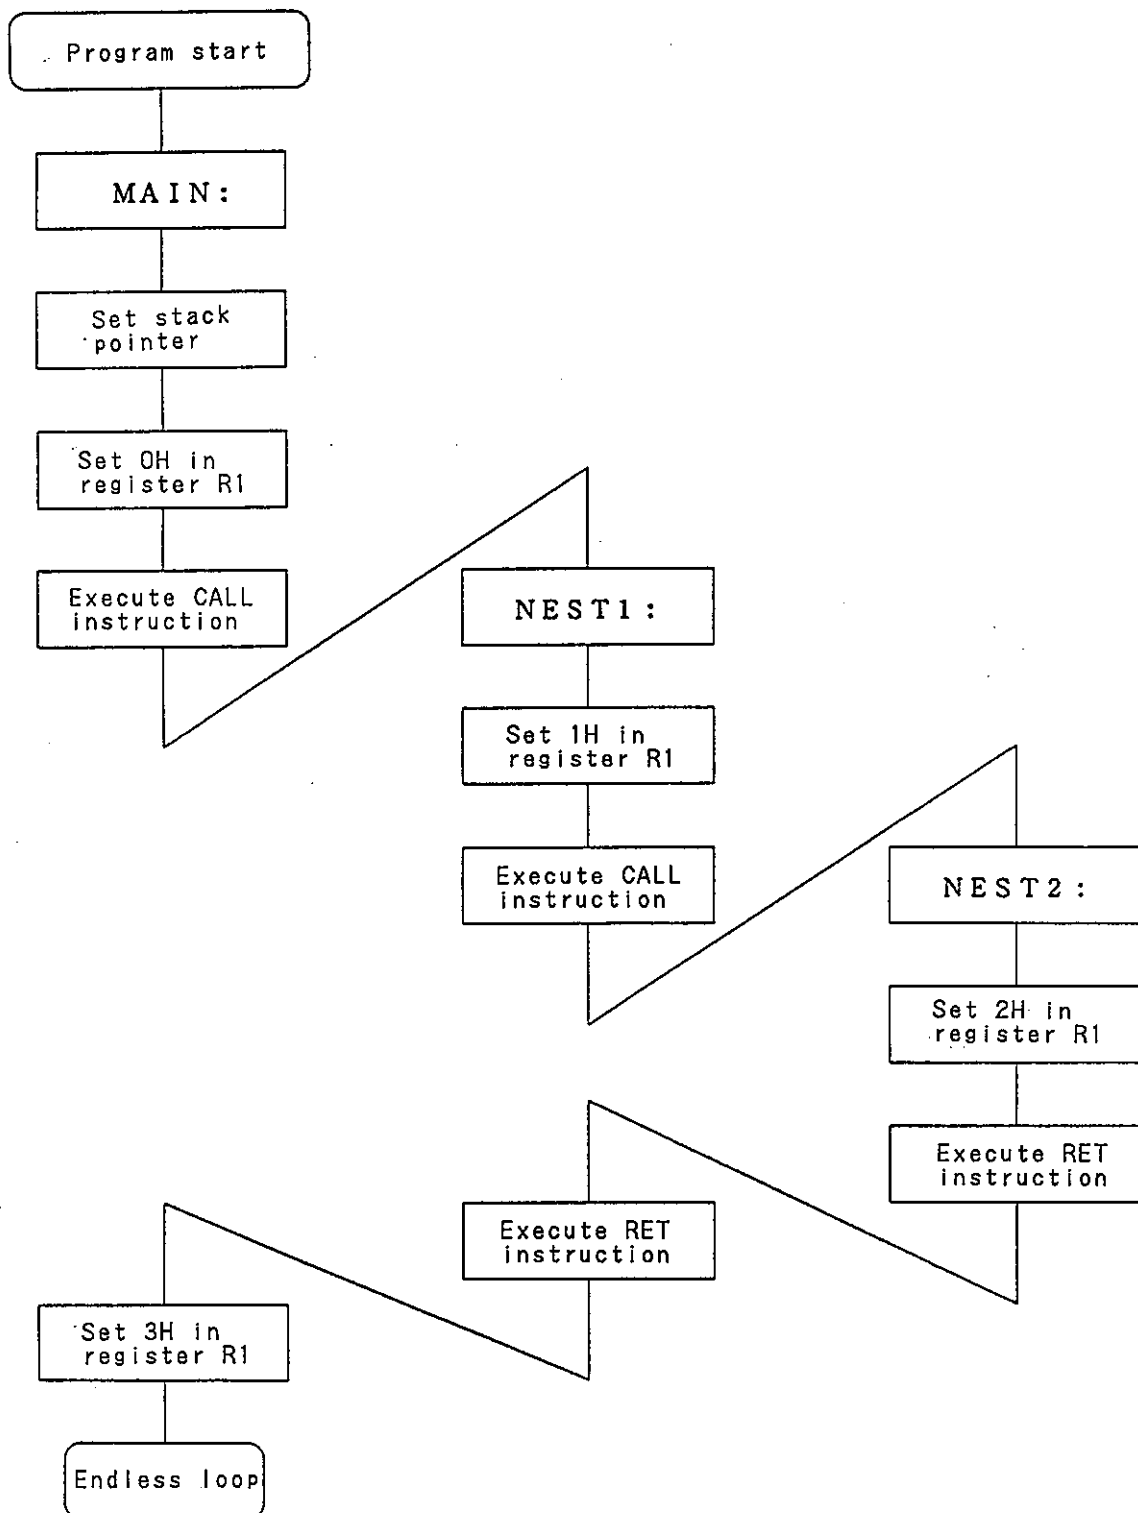 Program start
MAIN:
Set stack
pointer
Set 0H in
register R1
Execute CALL
instruction
NEST1:
Set 1H in
register R1
Execute CALL
instruction
NEST2:
Set 2H in
register R1
Execute RET
instruction
Execute RET
instruction
Set 3H in
register R1
Endless loop